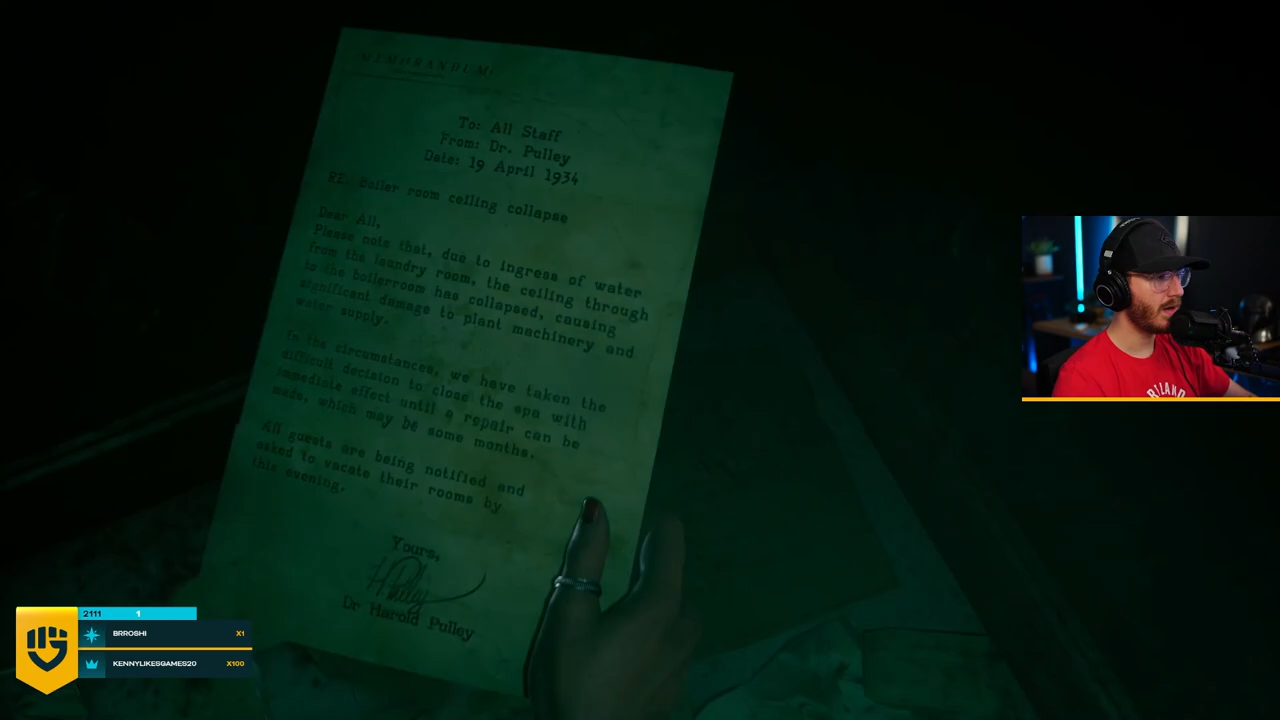 MEMORANDUM
To: All Staff
From: Dr. Pulley
Date: 19 April 1934
RE: Boiler room ceiling collapse
Dear All,
Please note that, due to ingress of water
from the laundry room, the ceiling through
to the boilerroom has collapsed, causing
significant damage to plant machinery and
water supply.
In the circumstances, we have taken the
difficult decision to close the spa with
immediate effect until a repair can be
made, which may be some months.
All guests are being notified and
asked to vacate their rooms by
this evening.
Yours,
H Pulley
Dr Harold Pulley
2111 1
BRROSHI X1
KENNYLIKESGAMES20 X100